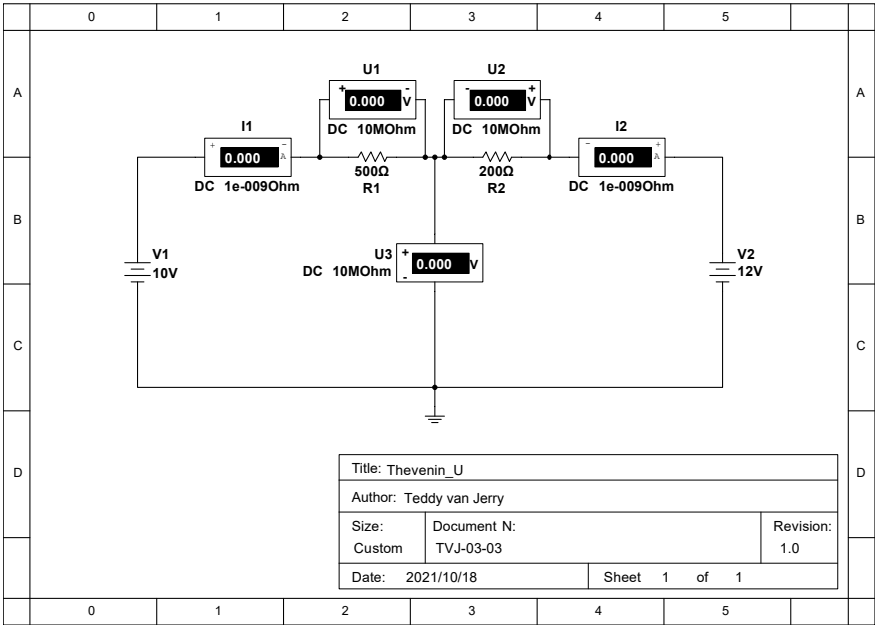 0 1 2 3 4 5
A A
U1 U2
+ - - +
0.000 V 0.000 V
DC 10MOhm DC 10MOhm
I1 I2
+ - - +
0.000 A 0.000 A
DC 1e-009Ohm DC 1e-009Ohm
500Ω 200Ω
R1 R2
B B
V1 U3 V2
10V DC 10MOhm + 0.000 V - 12V
C C
D D
Title: Thevenin_U
Author: Teddy van Jerry
Size: Document N: Revision:
Custom TVJ-03-03 1.0
Date: 2021/10/18 Sheet 1 of 1
0 1 2 3 4 5